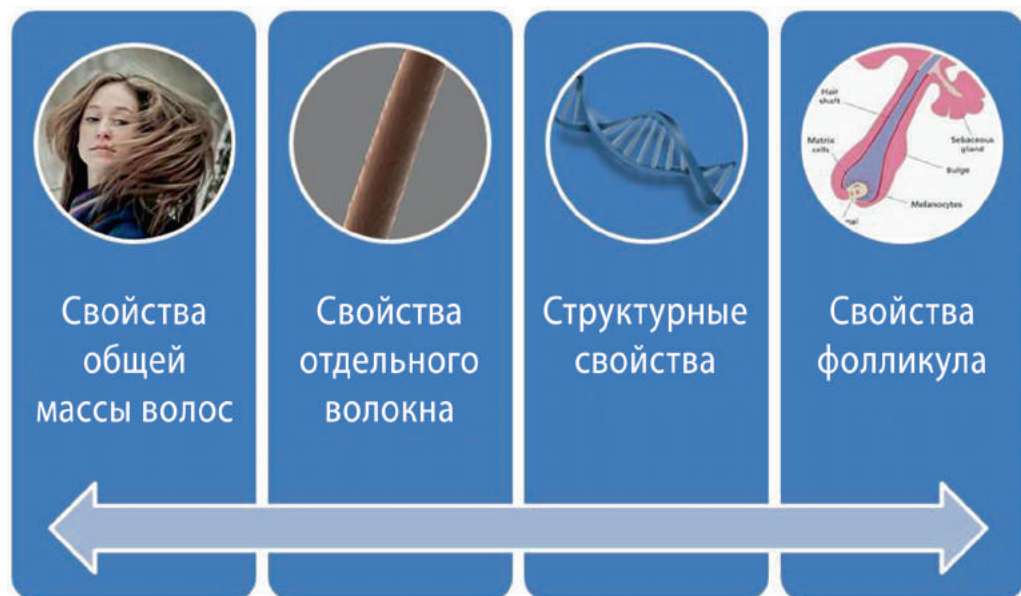 Свойства
общей
массы волос
Свойства
отдельного
волокна
Структурные
свойства
Hair
shaft
Matrix
cells
Sebaceous
gland
Bulge
Melanocytes
Свойства
фолликула